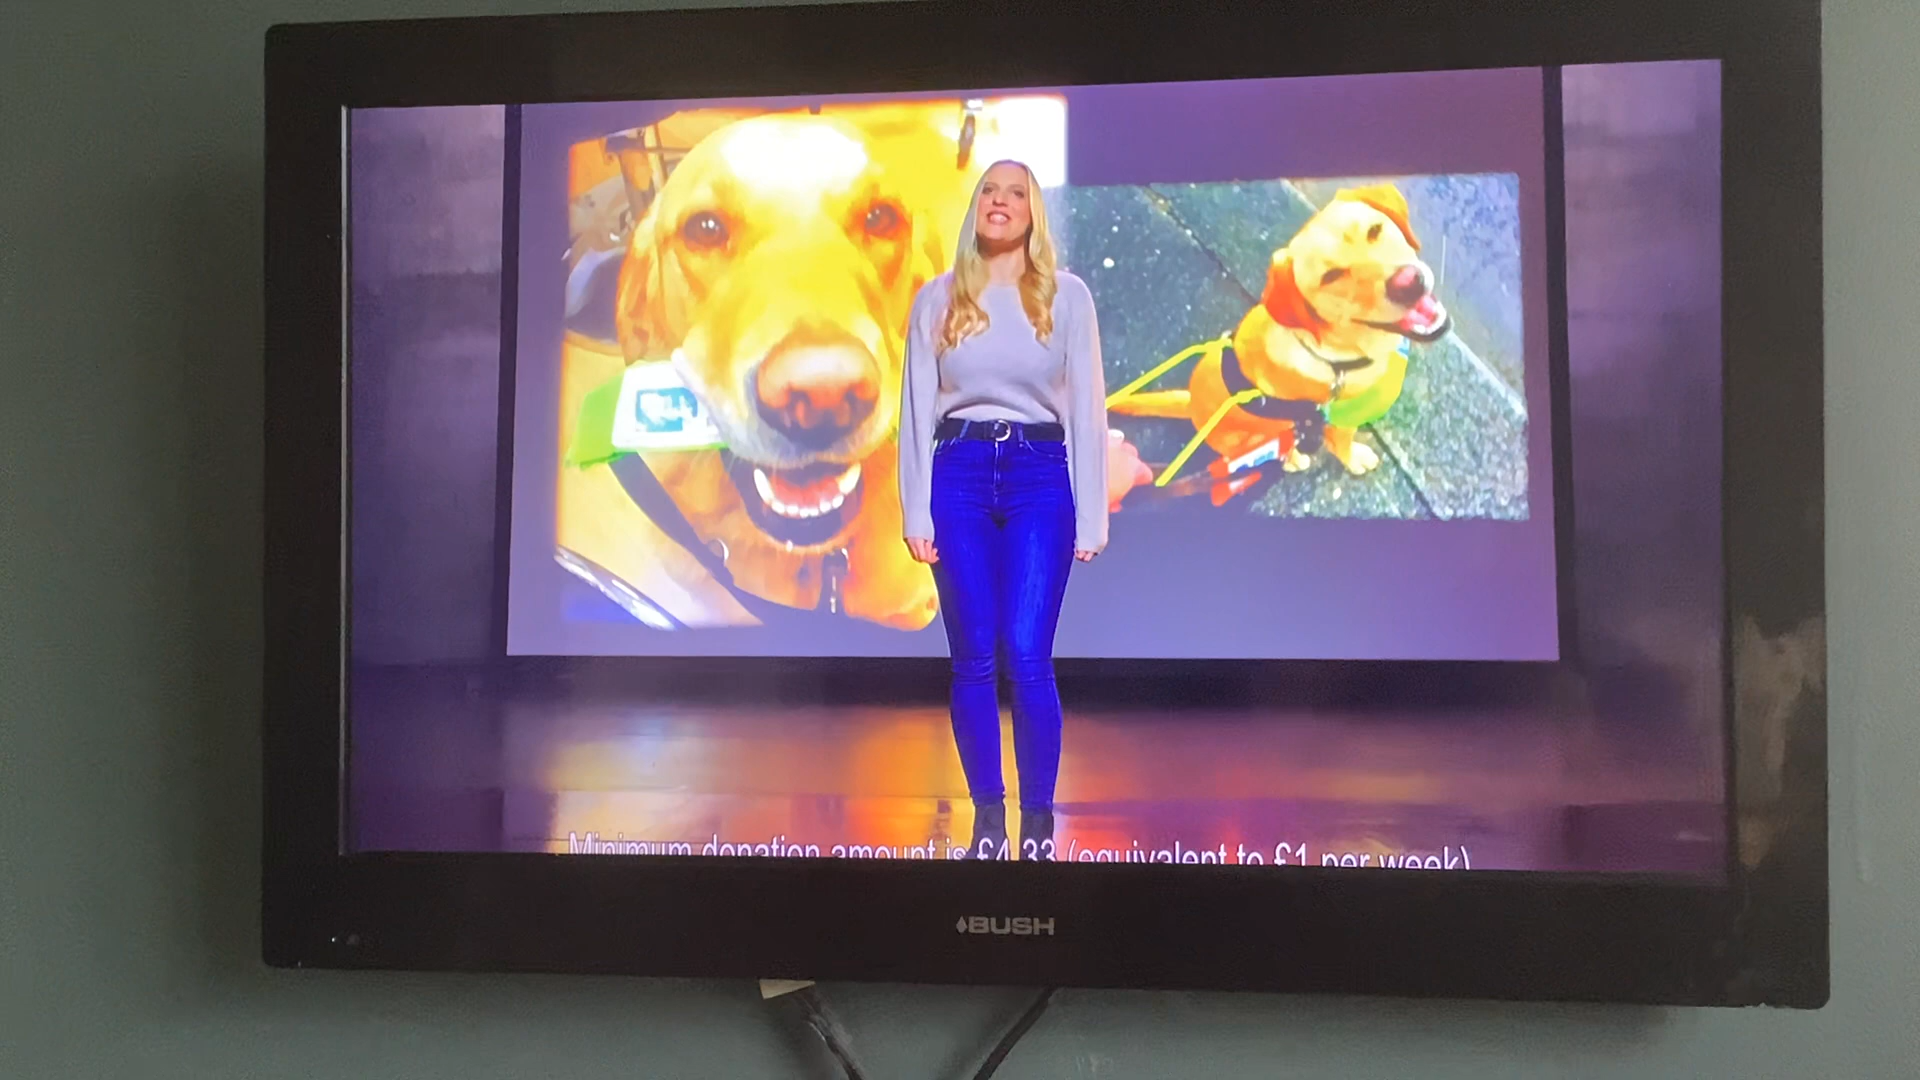 Minimum donation amount is £4.33 (equivalent to £1 per week)
BUSH